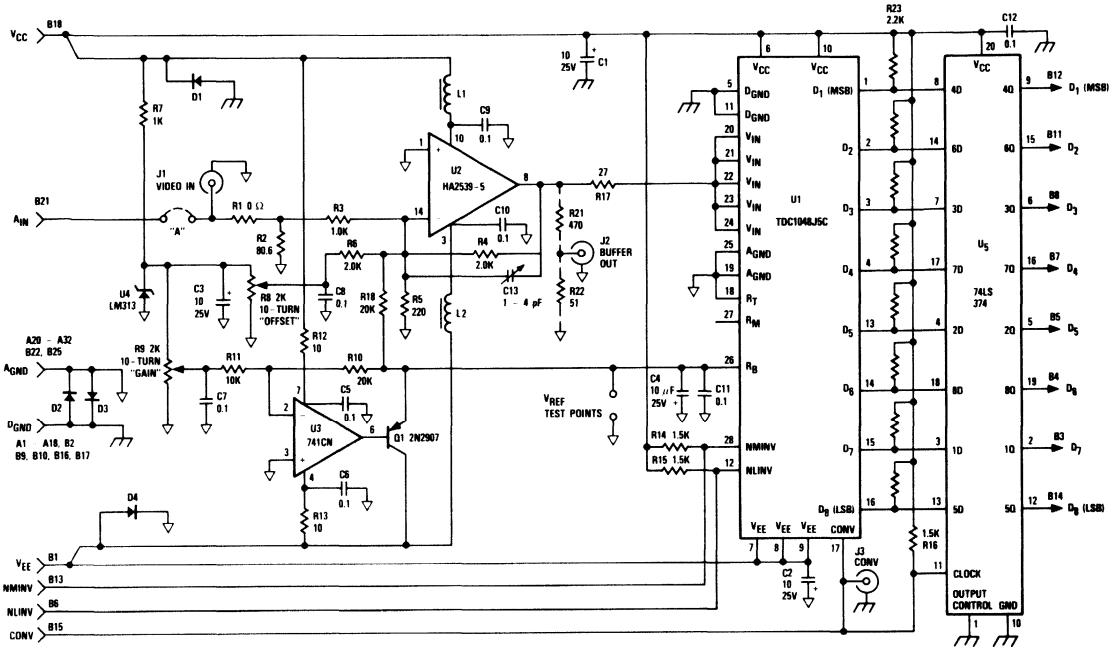 VCC B18
D1
R7
1K
J1
VIDEO IN
AIN B21
"A"
R1 0 Ω
R2
80.6
R3
1.0K
R6
2.0K
U4
LM313
C3
10
25V
+
R8 2K
10-TURN
"OFFSET"
C8
0.1
R18
20K
R5
220
R4
2.0K
C13
1 - 4 pF
L1
C9
0.1
10
1
+
U2
HA2539-5
8
14
−
3
C10
0.1
L2
R17
27
R21
470
J2
BUFFER
OUT
R22
51
10
25V
+
C1
A20 - A32
B22, B25
AGND
D2
D3
DGND
A1 - A18, B2
B9, B10, B16, B17
R9 2K
10-TURN
"GAIN"
R11
10K
C7
0.1
R12
10
R10
20K
7
C5
0.1
2
−
U3
741CN
6
3
+
4
C6
0.1
R13
10
Q1 2N2907
VREF
TEST POINTS
C4
10 μF
25V +
C11
0.1
R14 1.5K
R15 1.5K
D4
VEE B1
NMINV B13
NLINV B6
CONV B15
6
10
VCC
VCC
5 DGND
11 DGND
20 VIN
21 VIN
22 VIN
23 VIN
24 VIN
25 AGND
19 AGND
18 RT
27 RM
26 RB
28 NMINV
12 NLINV
U1
TDC1048J5C
D1 (MSB) 1
D2 2
D3 3
D4 4
D5 13
D6 14
D7 15
D8 (LSB) 16
VEE VEE VEE CONV
7 8 9 17
C2
10
25V
+
J3
CONV
R23
2.2K
1.5K
R16
C12
0.1
20
VCC
8 4D 4Q 9 B12 D1 (MSB)
14 6D 6Q 15 B11 D2
7 3D 3Q 6 B8 D3
U5
17 7D 7Q 16 B7 D4
74LS
374
4 2D 2Q 5 B5 D5
18 8D 8Q 19 B4 D6
3 1D 1Q 2 B3 D7
13 5D 5Q 12 B14 D8 (LSB)
11 CLOCK
OUTPUT
CONTROL GND
1 10